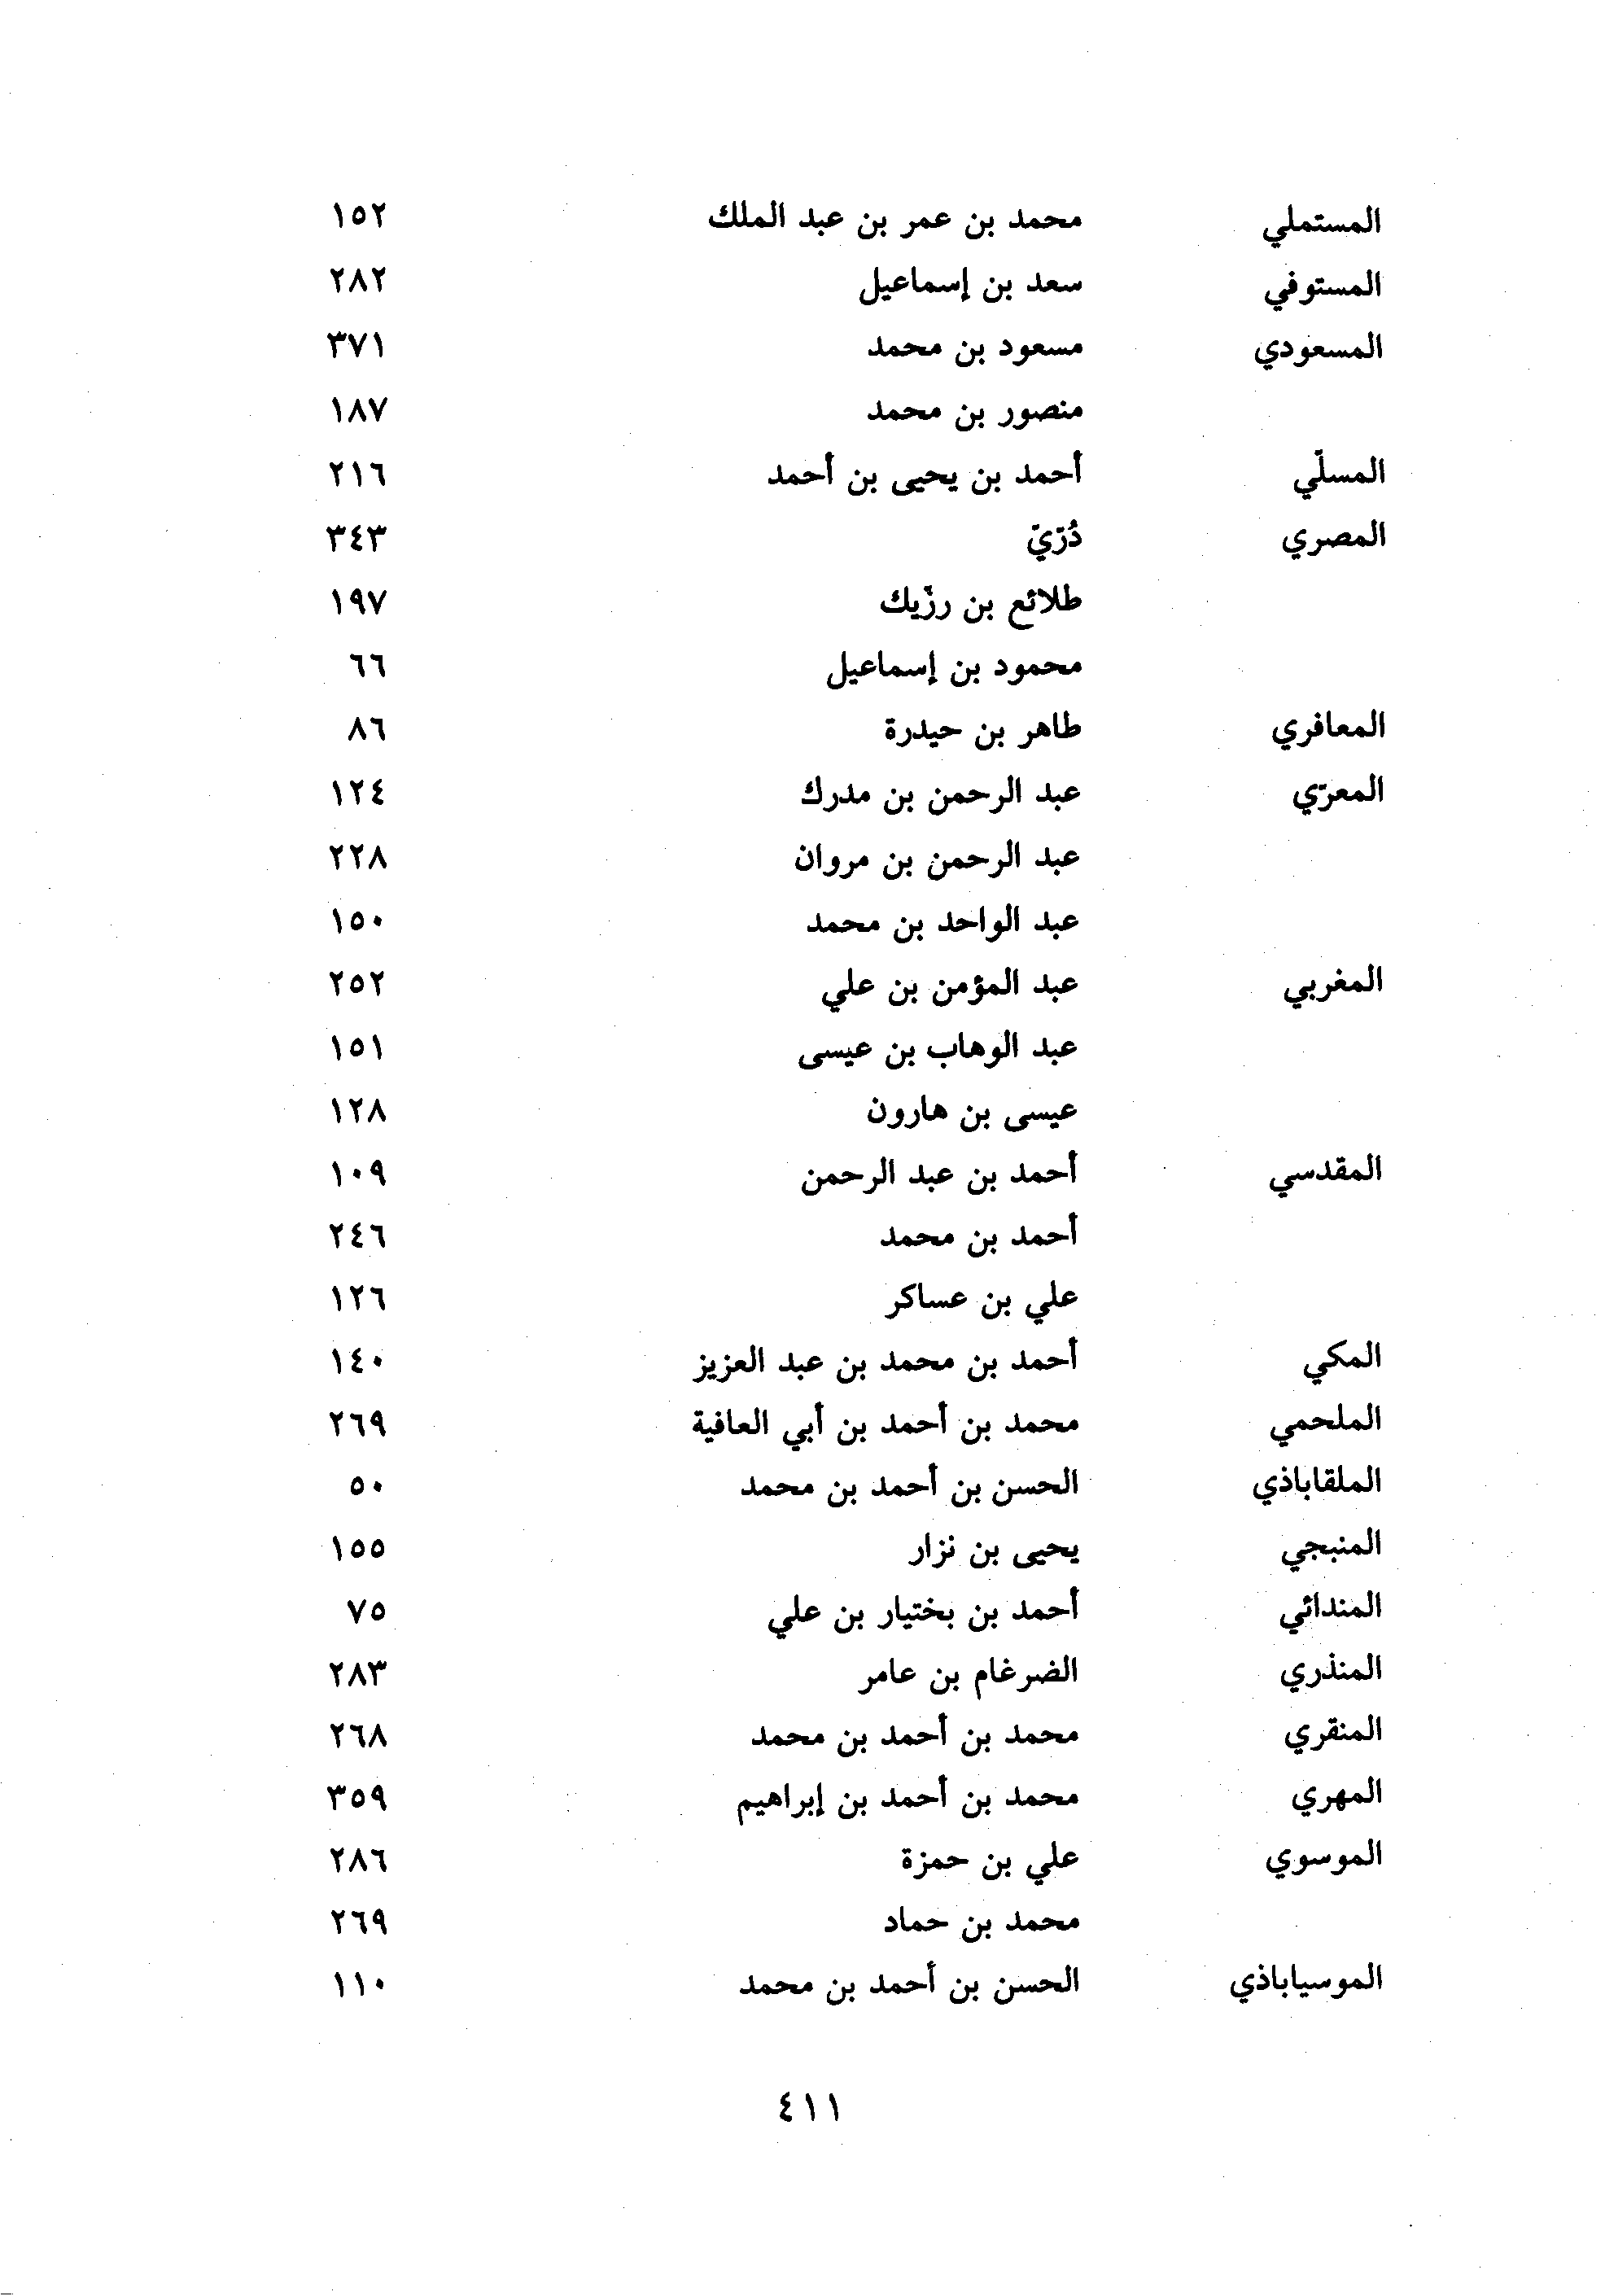 المستملي محمد بن عمر بن عبد الملك ١٥٢
المستوفي سعد بن إسماعيل ٢٨٢
المسعودي مسعود بن محمد ٣٧١
منصور بن محمد ١٨٧
المسلّي أحمد بن يحيى بن أحمد ٢١٦
المصري دُرّيّ ٣٤٣
طلائع بن رزّيك ١٩٧
محمود بن إسماعيل ٦٦
المعافري طاهر بن حيدرة ٨٦
المعرّي عبد الرحمن بن مدرك ١٢٤
عبد الرحمن بن مروان ٢٢٨
عبد الواحد بن محمد ١٥٠
المغربي عبد المؤمن بن علي ٢٥٢
عبد الوهاب بن عيسى ١٥١
عيسى بن هارون ١٢٨
المقدسي أحمد بن عبد الرحمن ١٠٩
أحمد بن محمد ٢٤٦
علي بن عساكر ١٢٦
المكي أحمد بن محمد بن عبد العزيز ١٤٠
الملحمي محمد بن أحمد بن أبي العافية ٢٦٩
الملقاباذي الحسن بن أحمد بن محمد ٥٠
المنبجي يحيى بن نزار ١٥٥
المندائي أحمد بن بختيار بن علي ٧٥
المنذري الضرغام بن عامر ٢٨٣
المنقري محمد بن أحمد بن محمد ٢٦٨
المهري محمد بن أحمد بن إبراهيم ٣٥٩
الموسوي علي بن حمزة ٢٨٦
محمد بن حماد ٢٦٩
الموسياباذي الحسن بن أحمد بن محمد ١١٠
٤١١